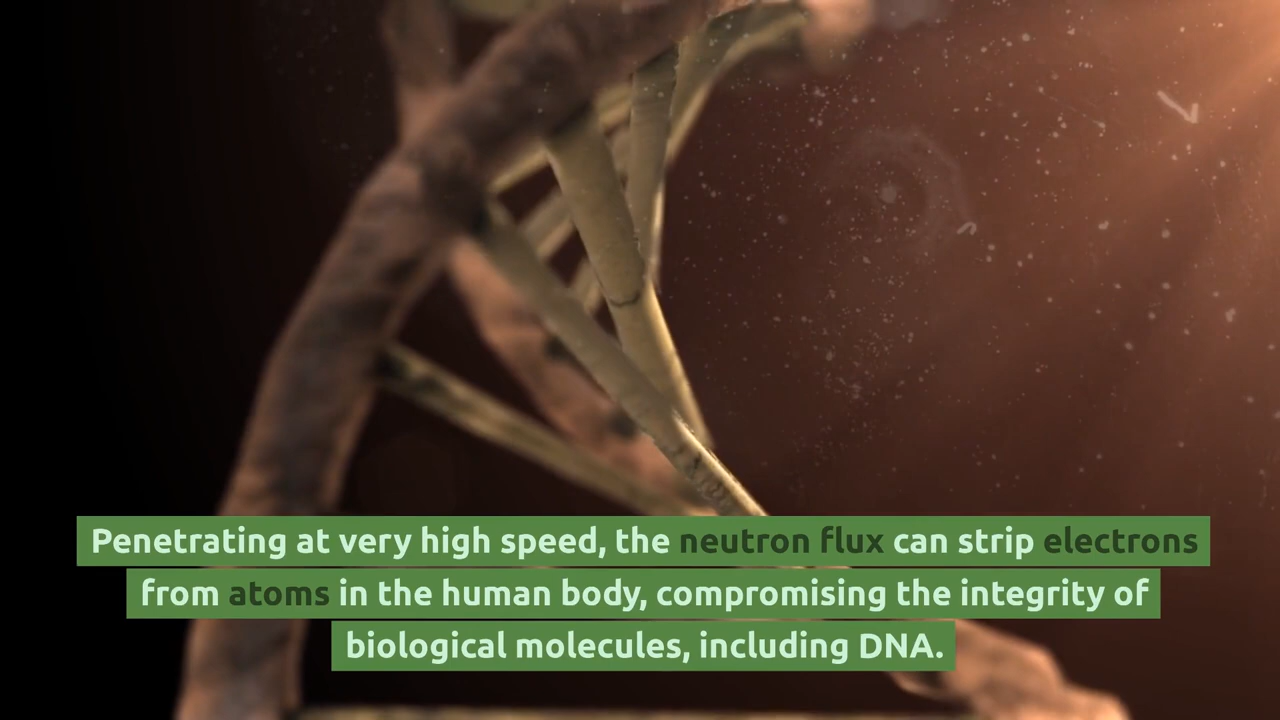 Penetrating at very high speed, the neutron flux can strip electrons
from atoms in the human body, compromising the integrity of
biological molecules, including DNA.